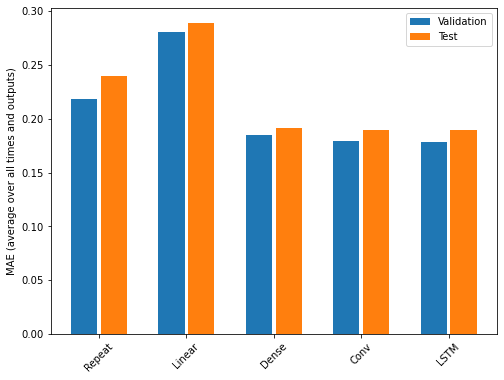 Validation
Test
MAE (average over all times and outputs)
0.30
0.25
0.20
0.15
0.10
0.05
0.00
Repeat
Linear
Dense
Conv
LSTM